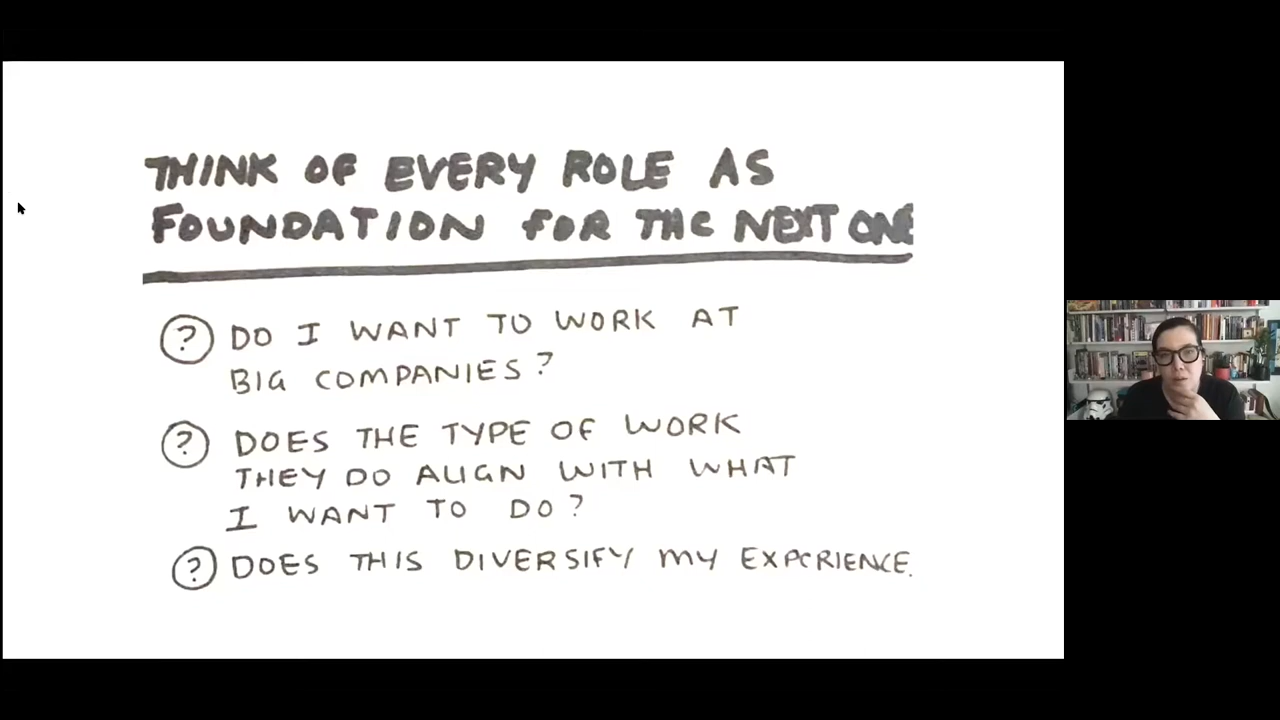 THINK OF EVERY ROLE AS
FOUNDATION FOR THE NEXT ONE
? DO I WANT TO WORK AT
BIG COMPANIES?
? DOES THE TYPE OF WORK
THEY DO ALIGN WITH WHAT
I WANT TO DO?
? DOES THIS DIVERSIFY MY EXPERIENCE.